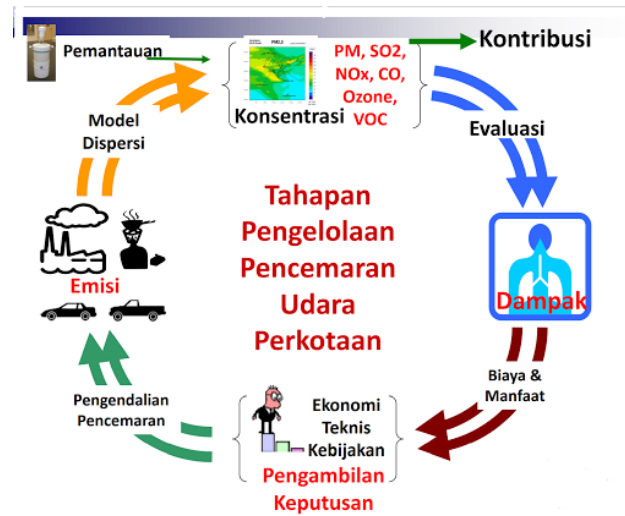 Pemantauan
Konsentrasi
PM, SO2,
NOx, CO,
Ozone,
VOC
Kontribusi
Model
Dispersi
Evaluasi
Tahapan
Pengelolaan
Pencemaran
Udara
Perkotaan
Emisi
Dampak
Biaya &
Manfaat
Pengendalian
Pencemaran
Ekonomi
Teknis
Kebijakan
Pengambilan
Keputusan